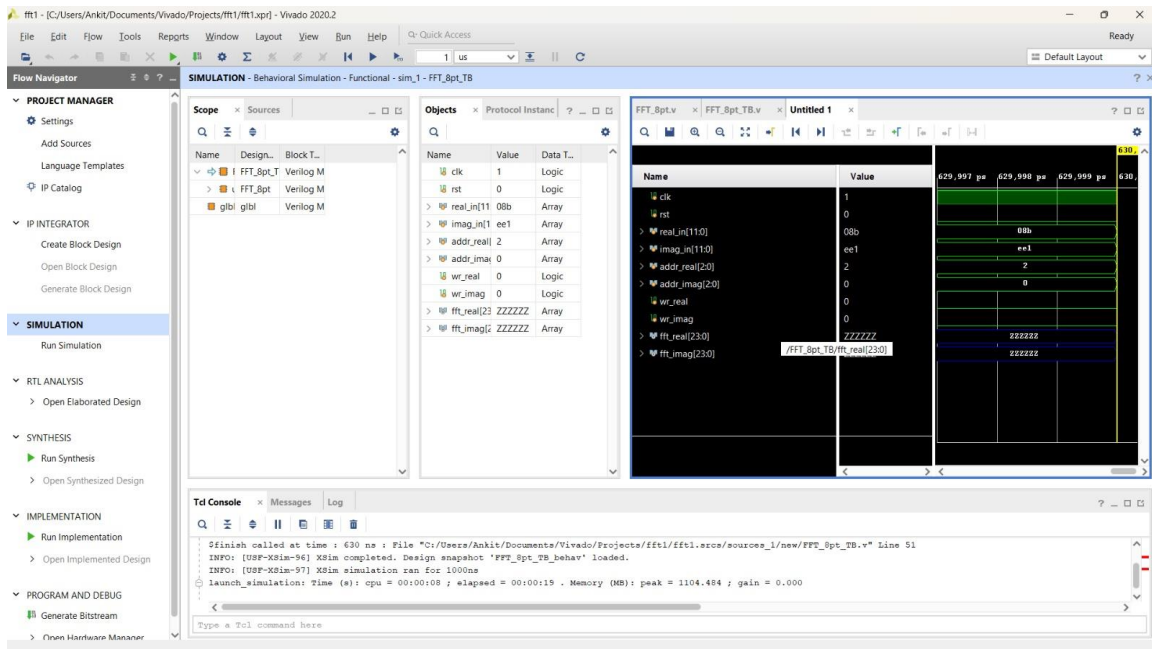 fft1 - [C:/Users/Ankit/Documents/Vivado/Projects/fft1/fft1.xpr] - Vivado 2020.2
File Edit Flow Tools Reports Window Layout View Run Help Quick Access
Ready
1 us
Default Layout
Flow Navigator
SIMULATION - Behavioral Simulation - Functional - sim_1 - FFT_8pt_TB
PROJECT MANAGER
Settings
Add Sources
Language Templates
IP Catalog
IP INTEGRATOR
Create Block Design
Open Block Design
Generate Block Design
SIMULATION
Run Simulation
RTL ANALYSIS
Open Elaborated Design
SYNTHESIS
Run Synthesis
Open Synthesized Design
IMPLEMENTATION
Run Implementation
Open Implemented Design
PROGRAM AND DEBUG
Generate Bitstream
Open Hardware Manager
Scope Sources
Name Design... Block T...
FFT_8pt_T Verilog M
FFT_8pt Verilog M
glbl glbl Verilog M
Objects Protocol Instanc
Name Value Data T...
clk 1 Logic
rst 0 Logic
real_in[11 08b Array
imag_in[1 ee1 Array
addr_real[ 2 Array
addr_imag 0 Array
wr_real 0 Logic
wr_imag 0 Logic
fft_real[23 ZZZZZZ Array
fft_imag[2 ZZZZZZ Array
FFT_8pt.v FFT_8pt_TB.v Untitled 1
630,
Name Value 629,997 ps 629,998 ps 629,999 ps 630,
clk 1
rst 0
real_in[11:0] 08b 08b
imag_in[11:0] ee1 ee1
addr_real[2:0] 2 2
addr_imag[2:0] 0 0
wr_real 0
wr_imag 0
fft_real[23:0] ZZZZZZ ZZZZZZ
/FFT_8pt_TB/fft_real[23:0]
fft_imag[23:0] ZZZZZZ
Tcl Console Messages Log
$finish called at time : 630 ns : File "C:/Users/Ankit/Documents/Vivado/Projects/fft1/fft1.srcs/sources_1/new/FFT_8pt_TB.v" Line 51
INFO: [USF-XSim-96] XSim completed. Design snapshot 'FFT_8pt_TB_behav' loaded.
INFO: [USF-XSim-97] XSim simulation ran for 1000ns
launch_simulation: Time (s): cpu = 00:00:08 ; elapsed = 00:00:19 . Memory (MB): peak = 1104.484 ; gain = 0.000
Type a Tcl command here